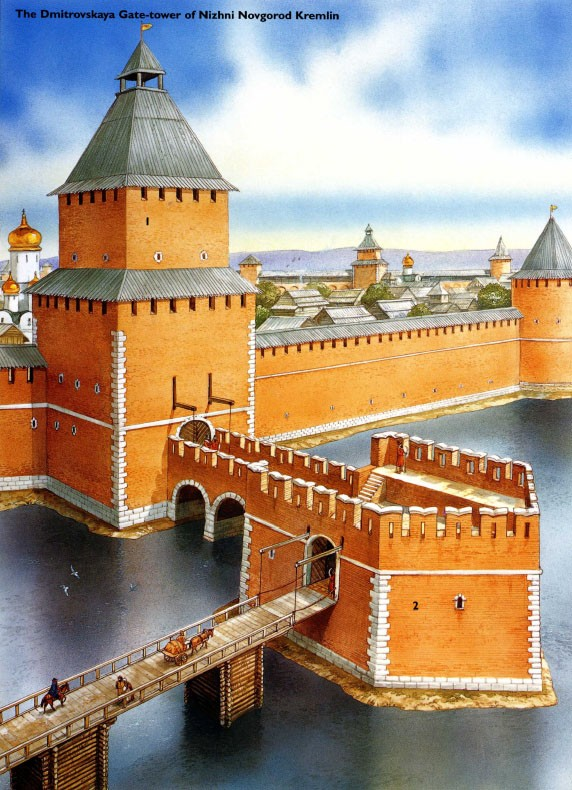 The Dmitrovskaya Gate-tower of Nizhni Novgorod Kremlin
2